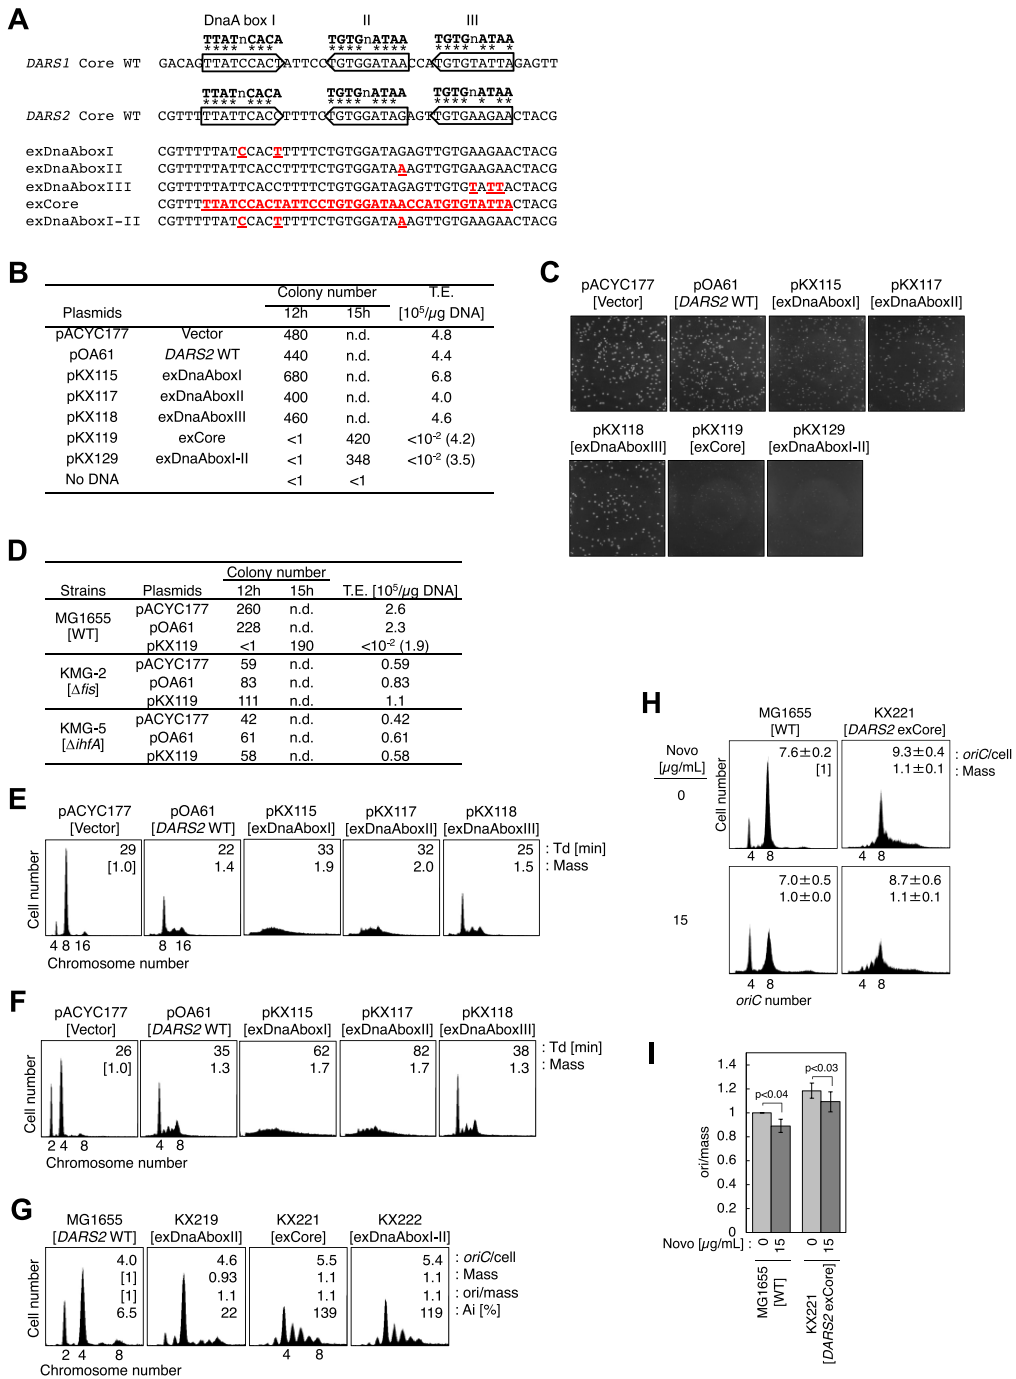 A
DnaA box I II III
TTATnCACA TGTGnATAA TGTGnATAA
**** *** **** *** **** ** *
DARS1 Core WT GACAGTTATCCACTATTCCTGTGGATAACCATGTGTATTAGAGTT
TTATnCACA TGTGnATAA TGTGnATAA
**** *** **** *** **** * **
DARS2 Core WT CGTTTTTATTCACCTTTTCTGTGGATAGAGTTGTGAAGAACTACG
exDnaAboxI CGTTTTTATCCACTTTTTCTGTGGATAGAGTTGTGAAGAACTACG
exDnaAboxII CGTTTTTATTCACCTTTTCTGTGGATAAAGTTGTGAAGAACTACG
exDnaAboxIII CGTTTTTATTCACCTTTTCTGTGGATAGAGTTGTGTATTACTACG
exCore CGTTTTTATCCACTATTCCTGTGGATAACCATGTGTATTACTACG
exDnaAboxI-II CGTTTTTATCCACTTTTTCTGTGGATAAAGTTGTGAAGAACTACG
B
Colony number T.E.
Plasmids 12h 15h [10⁵/µg DNA]
pACYC177 Vector 480 n.d. 4.8
pOA61 DARS2 WT 440 n.d. 4.4
pKX115 exDnaAboxI 680 n.d. 6.8
pKX117 exDnaAboxII 400 n.d. 4.0
pKX118 exDnaAboxIII 460 n.d. 4.6
pKX119 exCore <1 420 <10⁻² (4.2)
pKX129 exDnaAboxI-II <1 348 <10⁻² (3.5)
No DNA <1 <1
C
pACYC177 pOA61 pKX115 pKX117
[Vector] [DARS2 WT] [exDnaAboxI] [exDnaAboxII]
pKX118 pKX119 pKX129
[exDnaAboxIII] [exCore] [exDnaAboxI-II]
D
Colony number
Strains Plasmids 12h 15h T.E. [10⁵/µg DNA]
MG1655 [WT] pACYC177 260 n.d. 2.6
pOA61 228 n.d. 2.3
pKX119 <1 190 <10⁻² (1.9)
KMG-2 [Δfis] pACYC177 59 n.d. 0.59
pOA61 83 n.d. 0.83
pKX119 111 n.d. 1.1
KMG-5 [ΔihfA] pACYC177 42 n.d. 0.42
pOA61 61 n.d. 0.61
pKX119 58 n.d. 0.58
E
pACYC177 pOA61 pKX115 pKX117 pKX118
[Vector] [DARS2 WT] [exDnaAboxI] [exDnaAboxII] [exDnaAboxIII]
29 22 33 32 25 : Td [min]
[1.0] 1.4 1.9 2.0 1.5 : Mass
Cell number
4 8 16 8 16
Chromosome number
F
pACYC177 pOA61 pKX115 pKX117 pKX118
[Vector] [DARS2 WT] [exDnaAboxI] [exDnaAboxII] [exDnaAboxIII]
26 35 62 82 38 : Td [min]
[1.0] 1.3 1.7 1.7 1.3 : Mass
Cell number
2 4 8 4 8
Chromosome number
G
MG1655 KX219 KX221 KX222
[DARS2 WT] [exDnaAboxII] [exCore] [exDnaAboxI-II]
4.0 4.6 5.5 5.4 : oriC/cell
[1] 0.93 1.1 1.1 : Mass
[1] 1.1 1.1 1.1 : ori/mass
6.5 22 139 119 : Ai [%]
Cell number
2 4 8 4 8
Chromosome number
H
MG1655 KX221
[WT] [DARS2 exCore]
Novo
[µg/mL]
7.6±0.2 9.3±0.4 : oriC/cell
[1] 1.1±0.1 : Mass
0
Cell number
4 8 4 8
7.0±0.5 8.7±0.6
1.0±0.0 1.1±0.1
15
Cell number
4 8 4 8
oriC number
I
1.4
1.2
1
0.8
0.6
0.4
0.2
0
ori/mass
p<0.04
p<0.03
Novo [µg/mL] : 0 15 0 15
MG1655
[WT]
KX221
[DARS2 exCore]